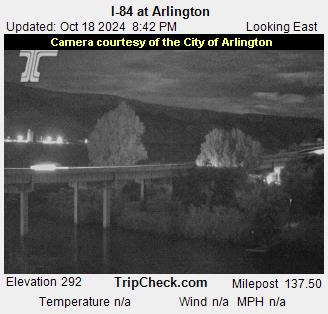 I-84 at Arlington
Updated: Oct 18 2024 8:42 PM Looking East
Camera courtesy of the City of Arlington
Elevation 292 TripCheck.com Milepost 137.50
Temperature n/a Wind n/a MPH n/a